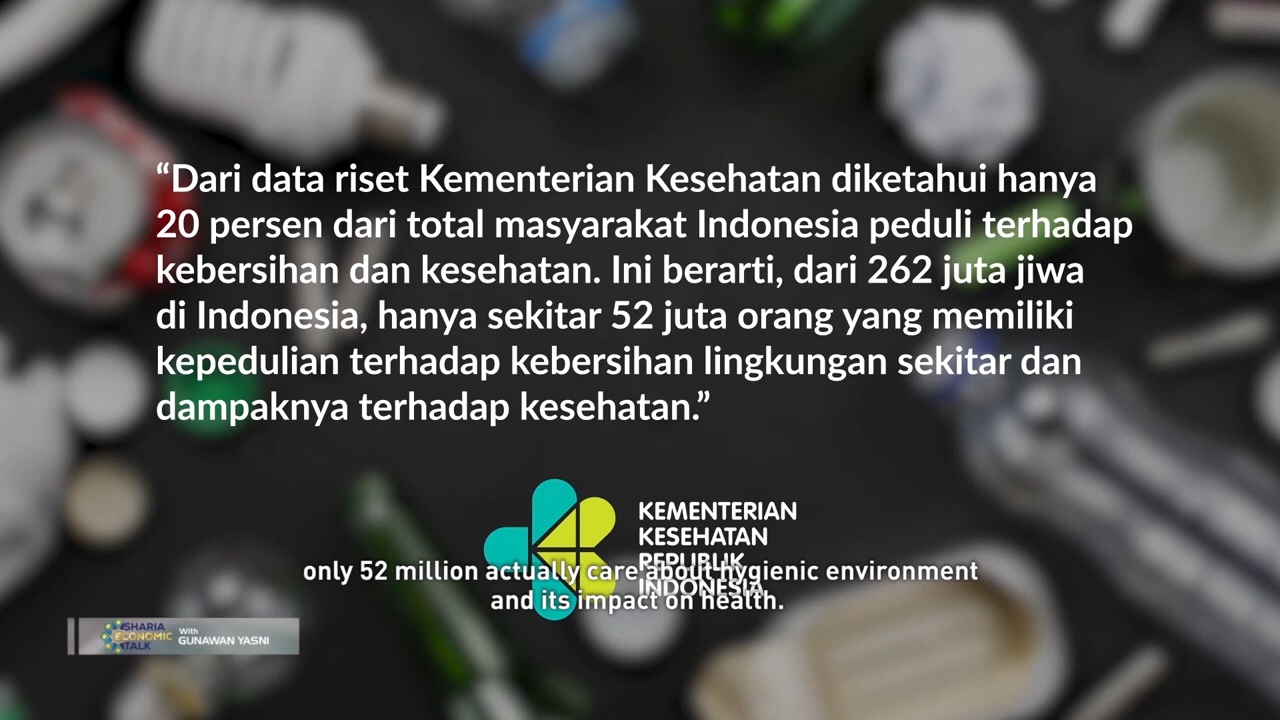 “Dari data riset Kementerian Kesehatan diketahui hanya
20 persen dari total masyarakat Indonesia peduli terhadap
kebersihan dan kesehatan. Ini berarti, dari 262 juta jiwa
di Indonesia, hanya sekitar 52 juta orang yang memiliki
kepedulian terhadap kebersihan lingkungan sekitar dan
dampaknya terhadap kesehatan.”
KEMENTERIAN
KESEHATAN
REPUBLIK
INDONESIA
only 52 million actually care about hygienic environment
and its impact on health.
SHARIA
ECONOMIC
TALK
With
GUNAWAN YASNI